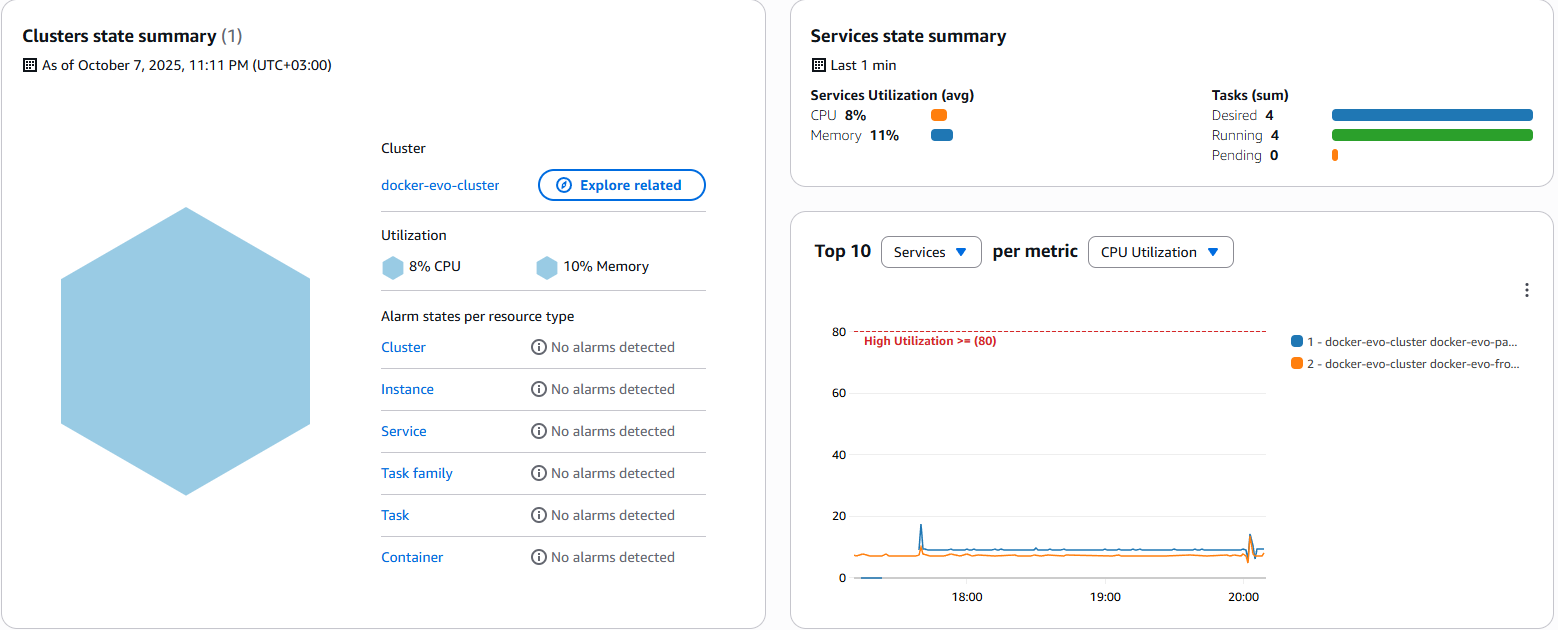 Clusters state summary (1)
As of October 7, 2025, 11:11 PM (UTC+03:00)
Cluster
docker-evo-cluster
Explore related
Utilization
8% CPU
10% Memory
Alarm states per resource type
Cluster No alarms detected
Instance No alarms detected
Service No alarms detected
Task family No alarms detected
Task No alarms detected
Container No alarms detected
Services state summary
Last 1 min
Services Utilization (avg)
CPU 8%
Memory 11%
Tasks (sum)
Desired 4
Running 4
Pending 0
Top 10 Services per metric CPU Utilization
80
High Utilization >= (80)
60
40
20
0
18:00 19:00 20:00
1 - docker-evo-cluster docker-evo-pa...
2 - docker-evo-cluster docker-evo-fro...